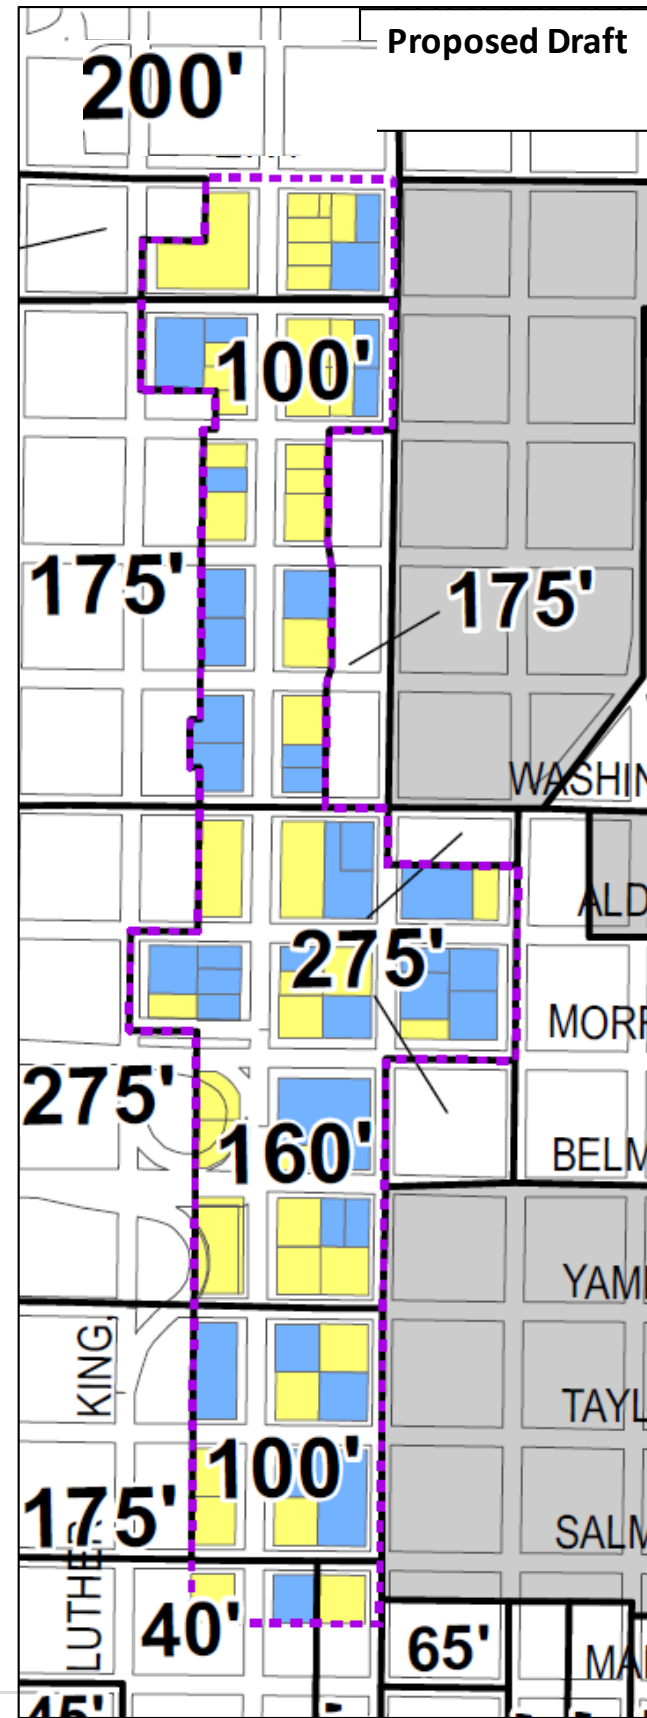 Proposed Draft
200'
100'
175'
175'
WASHIN
ALD
275'
MORR
275'
160'
BELM
YAM
KING,
TAYL
100'
175'
SALM
LUTHE
40'
65'
MA
45'